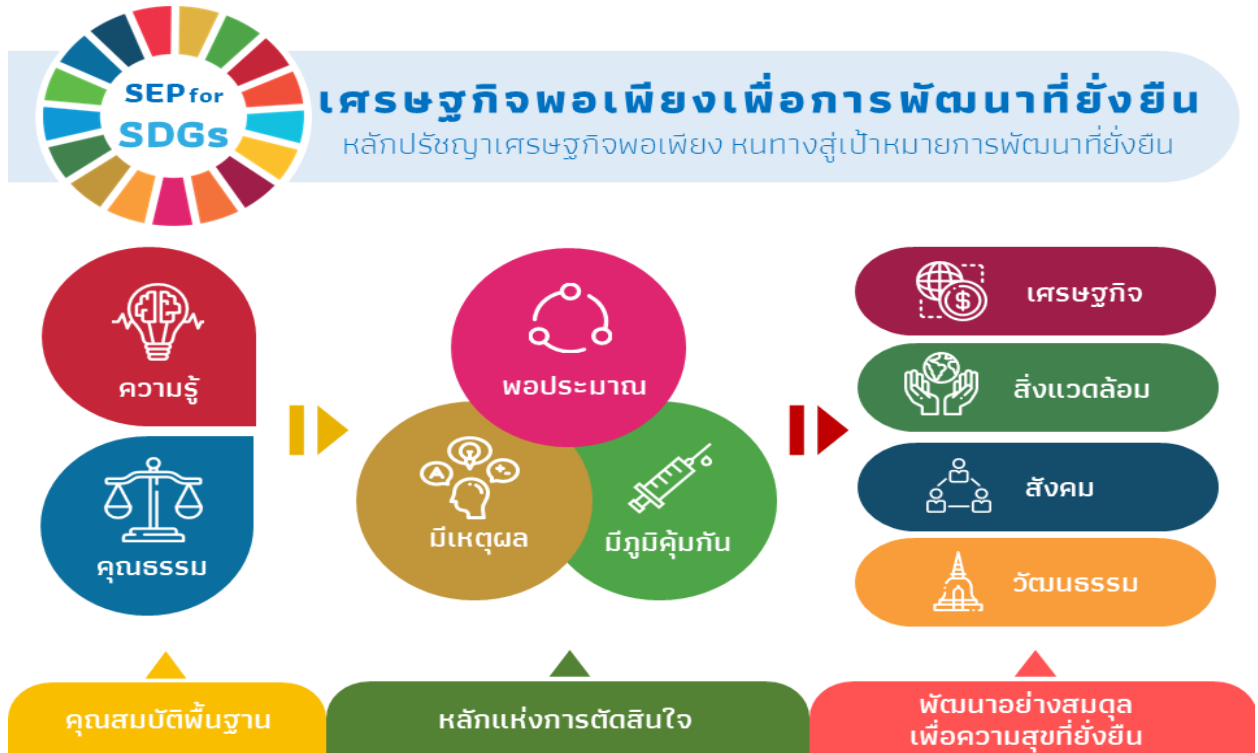 SEP for
SDGs
เศรษฐกิจพอเพียงเพื่อการพัฒนาที่ยั่งยืน
หลักปรัชญาเศรษฐกิจพอเพียง หนทางสู่เป้าหมายการพัฒนาที่ยั่งยืน
ความรู้
คุณธรรม
พอประมาณ
มีเหตุผล
มีภูมิคุ้มกัน
เศรษฐกิจ
สิ่งแวดล้อม
สังคม
วัฒนธรรม
คุณสมบัติพื้นฐาน
หลักแห่งการตัดสินใจ
พัฒนาอย่างสมดุล
เพื่อความสุขที่ยั่งยืน